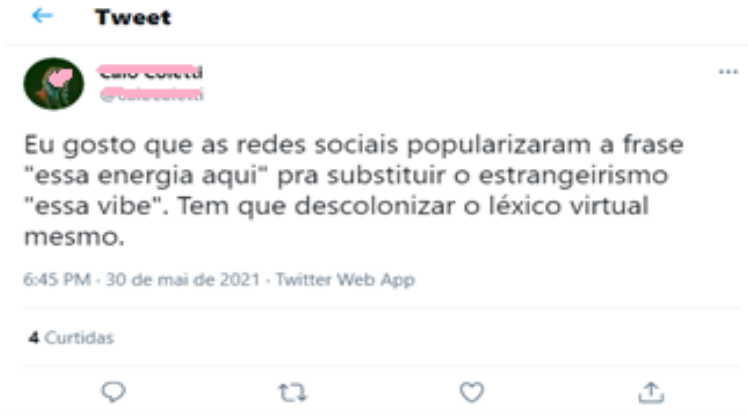 Tweet
Eu gosto que as redes sociais popularizaram a frase
"essa energia aqui" pra substituir o estrangeirismo
"essa vibe". Tem que descolonizar o léxico virtual
mesmo.
6:45 PM · 30 de mai de 2021 · Twitter Web App
4 Curtidas